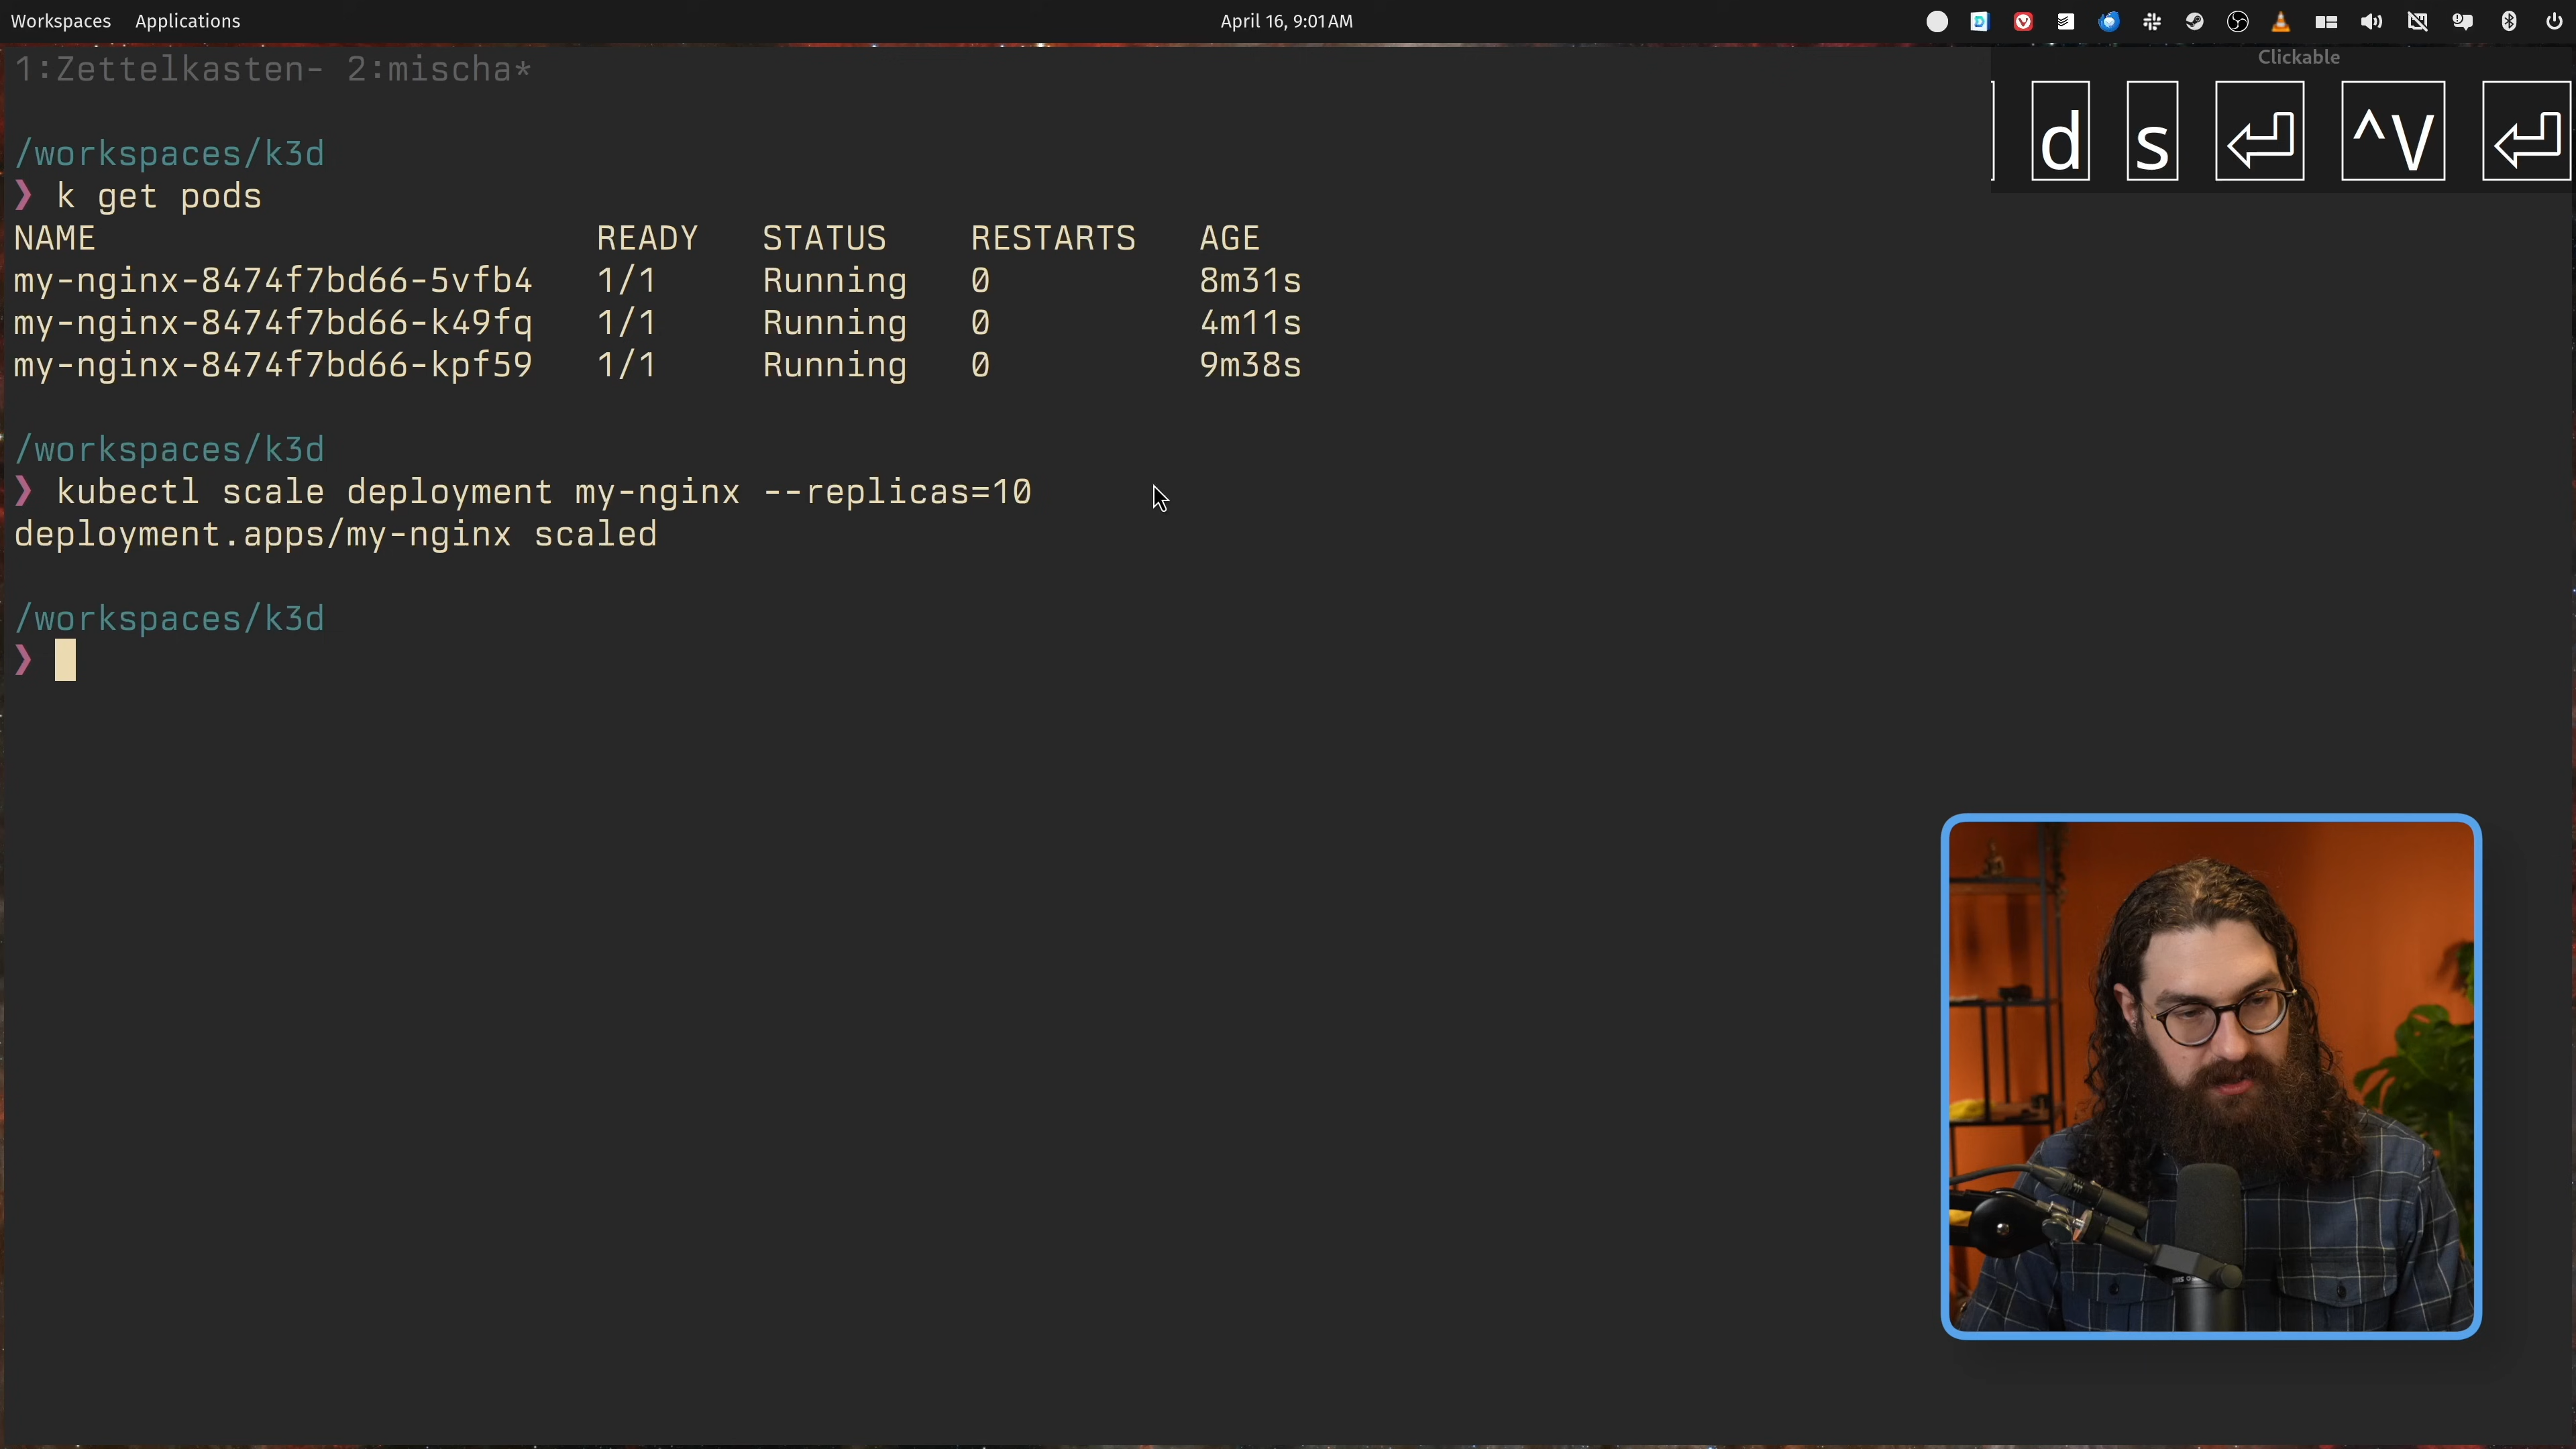 Workspaces Applications April 16, 9:01 AM
1:Zettelkasten- 2:mischa*
Clickable
d s ⏎ ^V ⏎
/workspaces/k3d
❯ k get pods
NAME READY STATUS RESTARTS AGE
my-nginx-8474f7bd66-5vfb4 1/1 Running 0 8m31s
my-nginx-8474f7bd66-k49fq 1/1 Running 0 4m11s
my-nginx-8474f7bd66-kpf59 1/1 Running 0 9m38s
/workspaces/k3d
❯ kubectl scale deployment my-nginx --replicas=10
deployment.apps/my-nginx scaled
/workspaces/k3d
❯